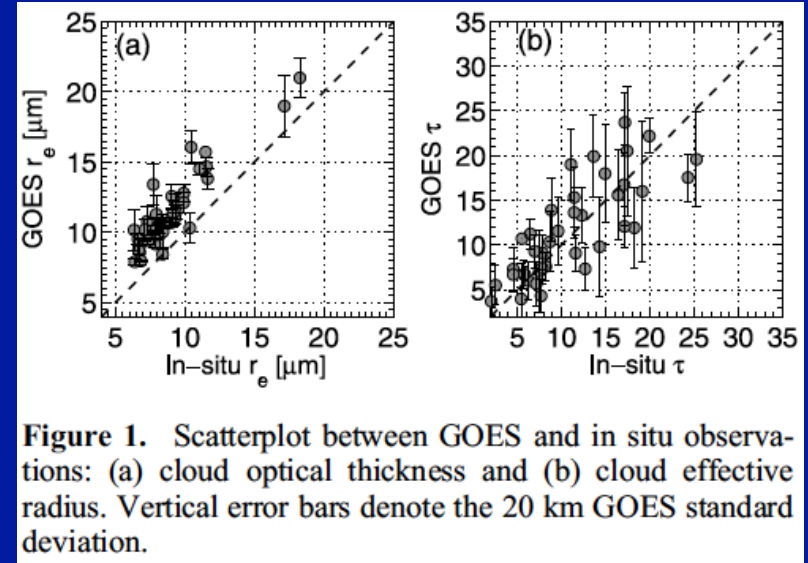 (a)
25
20
15
10
5
GOES re [μm]
5 10 15 20 25
In−situ re [μm]
(b)
35
30
25
20
15
10
5
GOES τ
5 10 15 20 25 30 35
In−situ τ
Figure 1. Scatterplot between GOES and in situ observa-
tions: (a) cloud optical thickness and (b) cloud effective
radius. Vertical error bars denote the 20 km GOES standard
deviation.